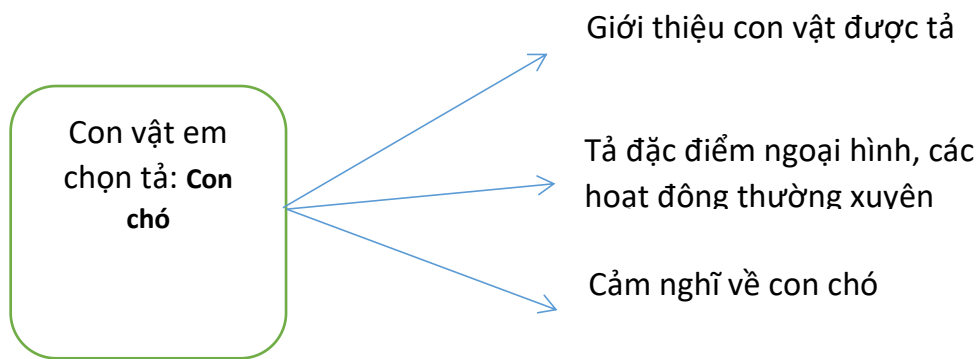 Giới thiệu con vật được tả
Con vật em
chọn tả: Con
chó
Tả đặc điểm ngoại hình, các
hoạt động thường xuyên
Cảm nghĩ về con chó